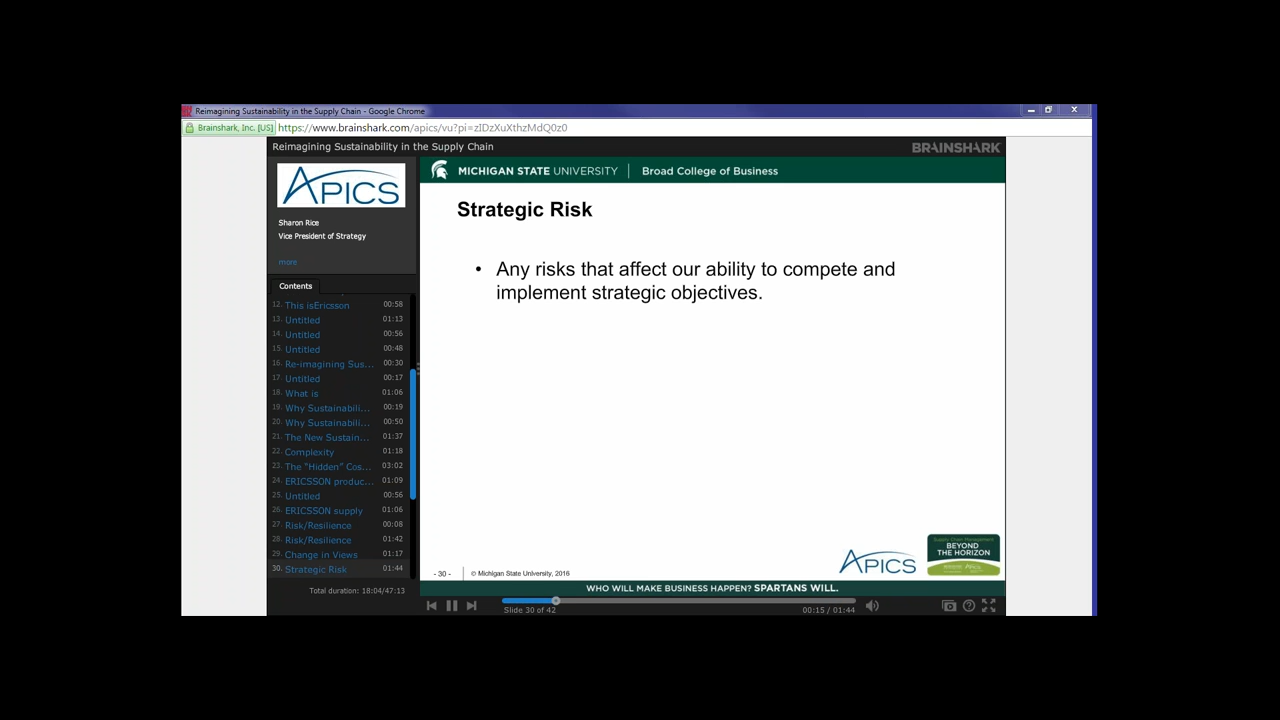 Reimagining Sustainability in the Supply Chain - Google Chrome
Brainshark, Inc. [US] https://www.brainshark.com/apics/vu?pi=zIDzXuXthzMdQ0z0
Reimagining Sustainability in the Supply Chain
BRAINSHARK
APICS
Sharon Rice
Vice President of Strategy
more
Contents
12. This isEricsson 00:58
13. Untitled 01:13
14. Untitled 00:56
15. Untitled 00:48
16. Re-imagining Sus... 00:30
17. Untitled 00:17
18. What is 01:06
19. Why Sustainabili... 00:19
20. Why Sustainabili... 00:50
21. The New Sustain... 01:37
22. Complexity 01:18
23. The "Hidden" Cos... 03:02
24. ERICSSON produc... 01:09
25. Untitled 00:56
26. ERICSSON supply 01:06
27. Risk/Resilience 00:08
28. Risk/Resilience 01:42
29. Change in Views 01:17
30. Strategic Risk 01:44
Total duration: 18:04/47:13
MICHIGAN STATE UNIVERSITY | Broad College of Business
Strategic Risk
• Any risks that affect our ability to compete and
implement strategic objectives.
- 30 - © Michigan State University, 2016
APICS
Supply Chain Management
BEYOND
THE HORIZON
WHO WILL MAKE BUSINESS HAPPEN? SPARTANS WILL.
Slide 30 of 42
00:15 / 01:44